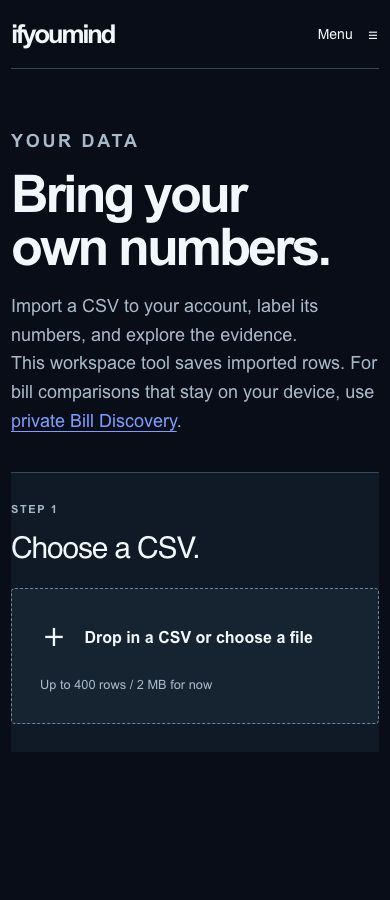 ifyoumind
Menu ≡
YOUR DATA
Bring your
own numbers.
Import a CSV to your account, label its
numbers, and explore the evidence.
This workspace tool saves imported rows. For
bill comparisons that stay on your device, use
private Bill Discovery.
STEP 1
Choose a CSV.
+ Drop in a CSV or choose a file
Up to 400 rows / 2 MB for now